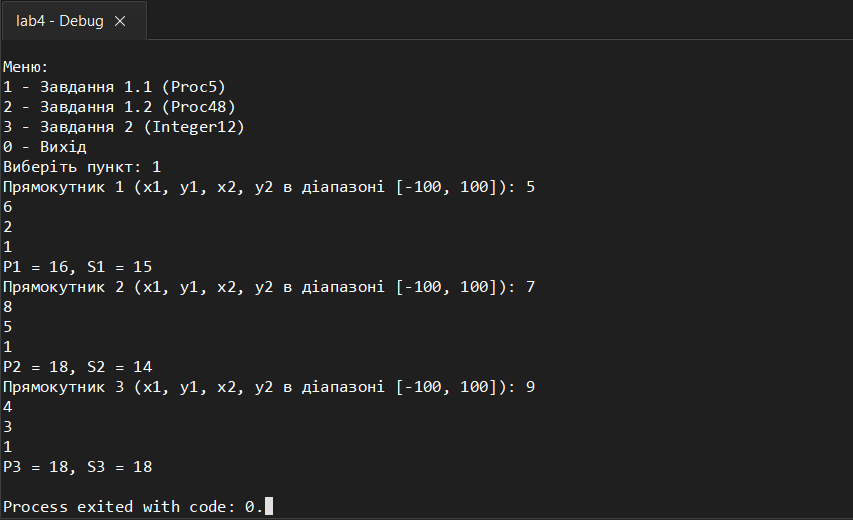 lab4 - Debug
Меню:
1 - Завдання 1.1 (Proc5)
2 - Завдання 1.2 (Proc48)
3 - Завдання 2 (Integer12)
0 - Вихід
Виберіть пункт: 1
Прямокутник 1 (x1, y1, x2, y2 в діапазоні [-100, 100]): 5
6
2
1
P1 = 16, S1 = 15
Прямокутник 2 (x1, y1, x2, y2 в діапазоні [-100, 100]): 7
8
5
1
P2 = 18, S2 = 14
Прямокутник 3 (x1, y1, x2, y2 в діапазоні [-100, 100]): 9
4
3
1
P3 = 18, S3 = 18
Process exited with code: 0.